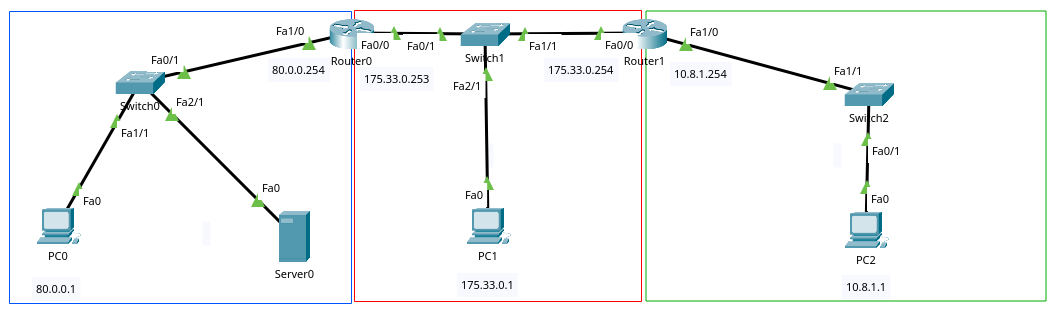 Fa1/0
Router0
Fa0/0
Fa0/1
Switch1
Fa1/1
Fa0/0
Router1
Fa1/0
Fa0/1
80.0.0.254
175.33.0.253
175.33.0.254
10.8.1.254
Fa1/1
Switch0
Fa2/1
Fa2/1
Switch2
Fa1/1
Fa0/1
Fa0
Fa0
Fa0
Fa0
PC0
Server0
PC1
PC2
80.0.0.1
175.33.0.1
10.8.1.1